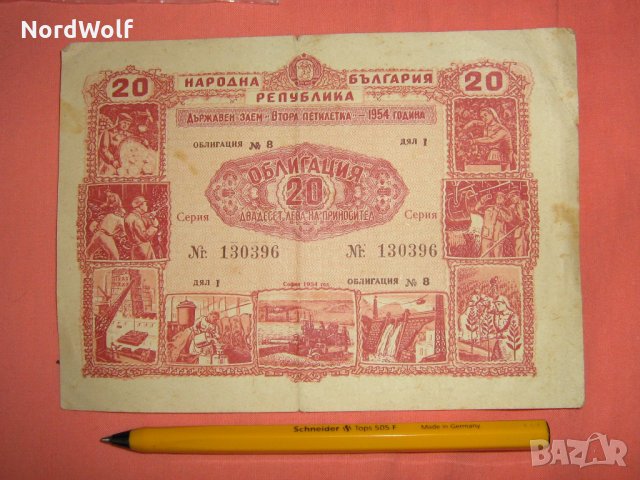 NordWolf
20 НАРОДНА БЪЛГАРИЯ 20
РЕПУБЛИКА
ДЪРЖАВЕН ЗАЕМ - ВТОРА ПЕТИЛЕТКА - 1954 ГОДИНА
ОБЛИГАЦИЯ № 8 ДЯЛ I
ОБЛИГАЦИЯ
20
ДВАДЕСЕТ ЛЕВА НА ПРИНОСИТЕЛ
Серия Серия
№: 130396 №: 130396
ДЯЛ I ОБЛИГАЦИЯ № 8
София 1954 год.
Schneider Tops 505 F Made in Germany
BAZAR